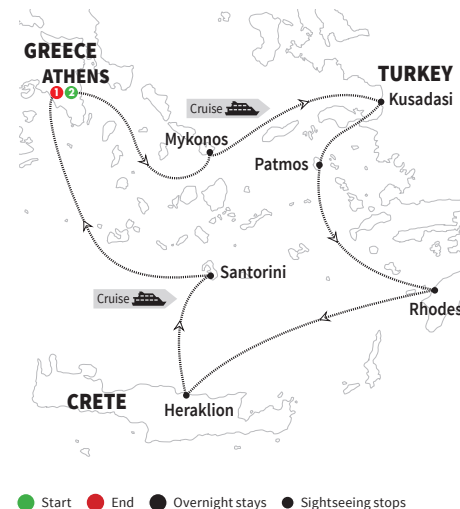 GREECE
ATHENS
1 2
TURKEY
Cruise
Kusadasi
Mykonos
Patmos
Santorini
Cruise
Rhodes
CRETE
Heraklion
Start End Overnight stays Sightseeing stops